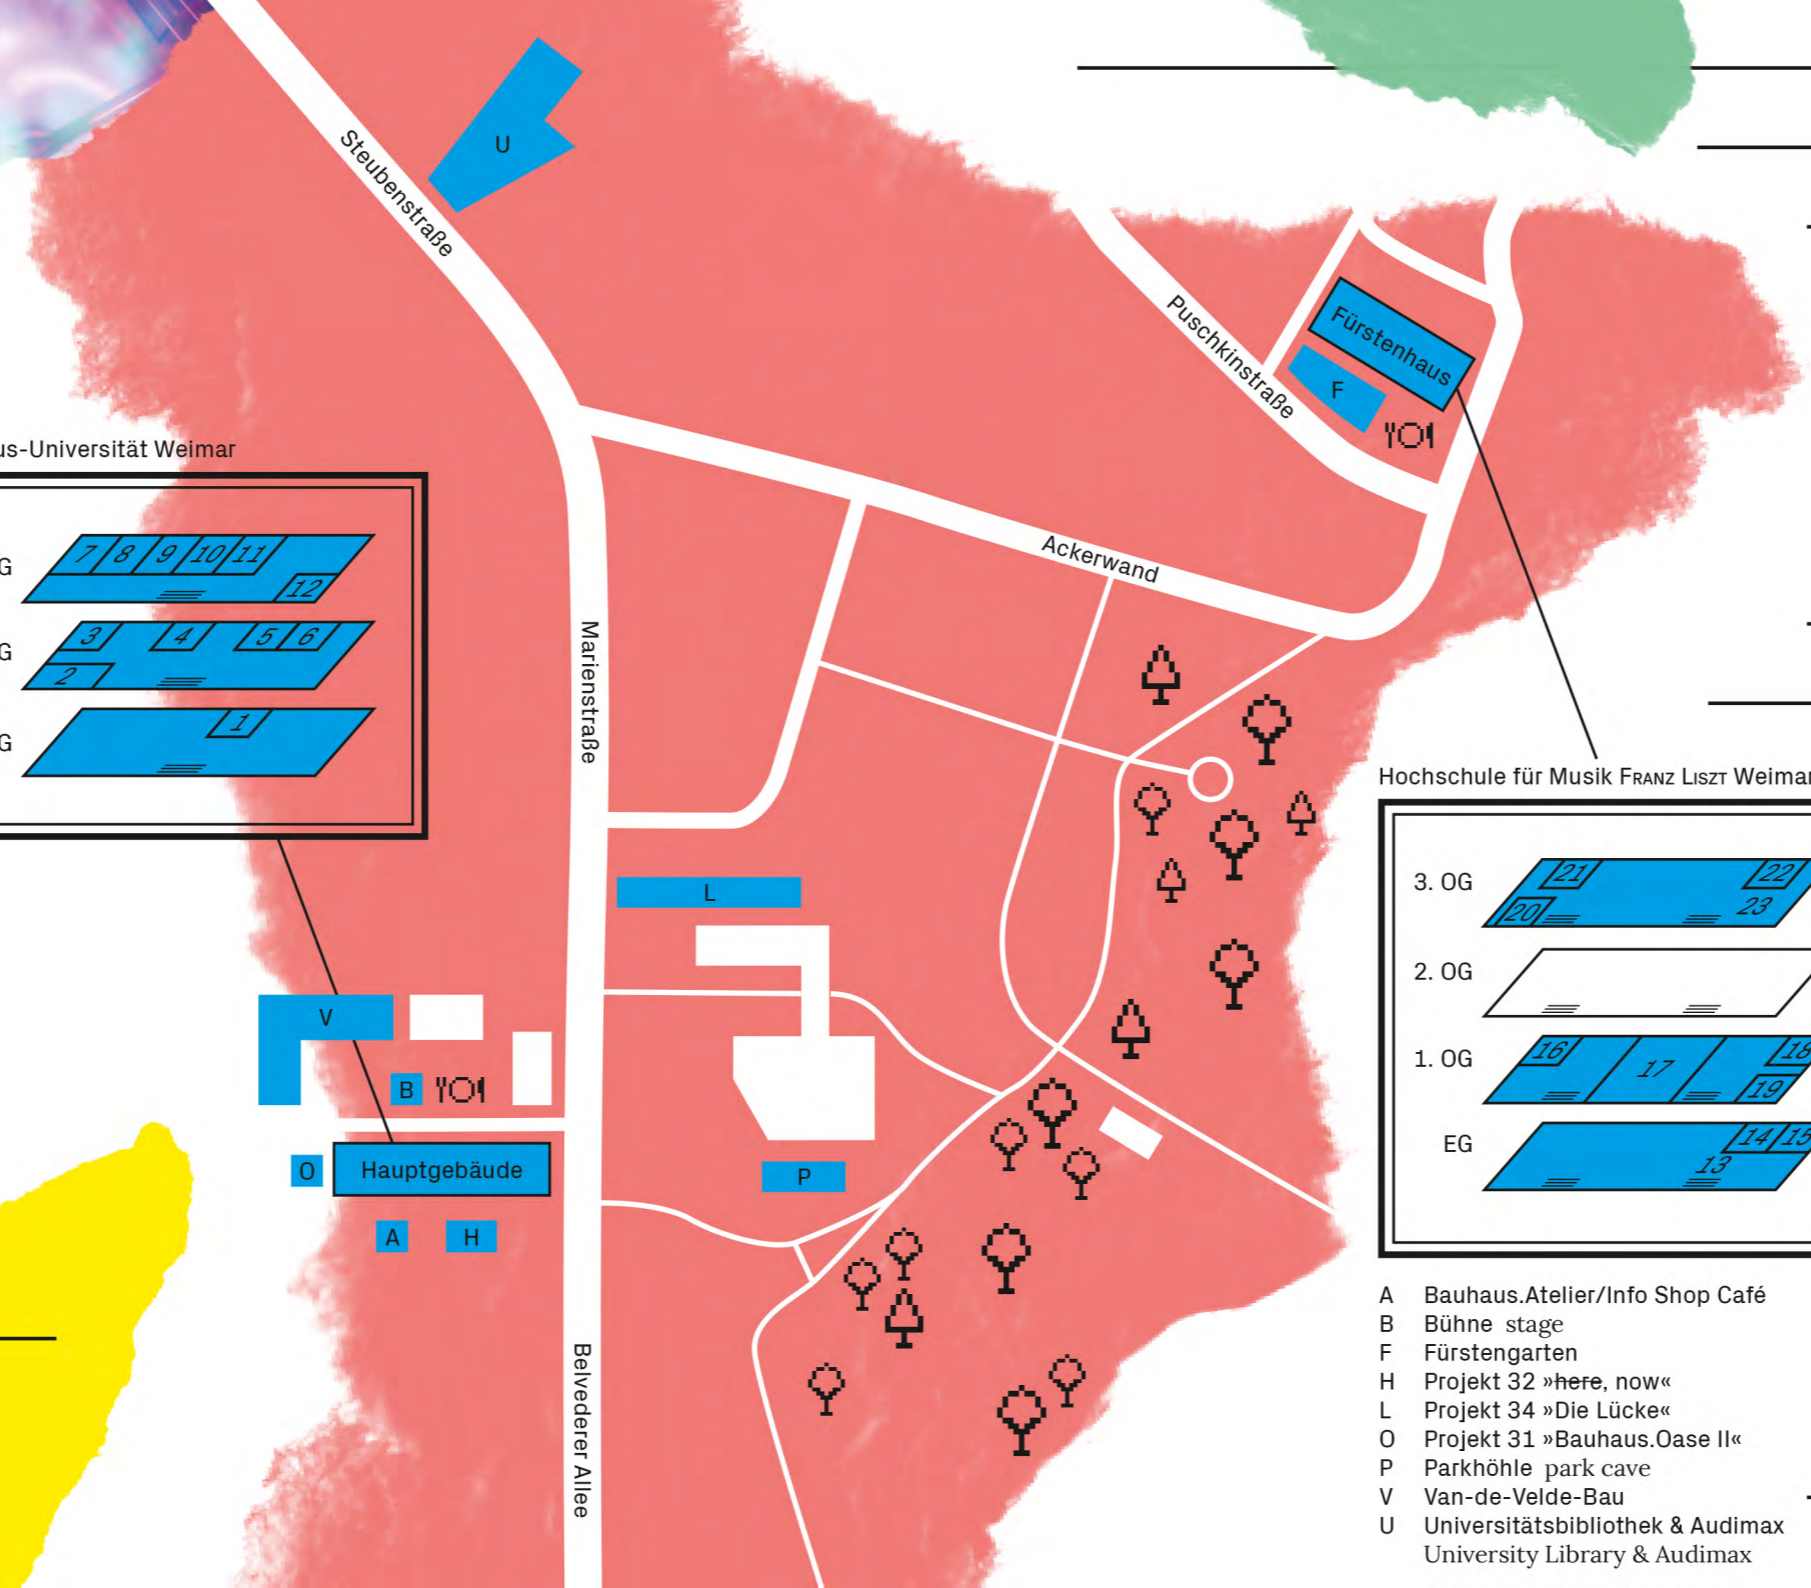 U
Steubenstraße
Puschkinstraße
Fürstenhaus
F
us-Universität Weimar
G
7 8 9 10 11
12
G
3 4 5 6
2
G
1
Ackerwand
Marienstraße
L
V
B
O
Hauptgebäude
P
A
H
Belvederer Allee
Hochschule für Musik FRANZ LISZT Weimar
3. OG
21 22
20 23
2. OG
1. OG
16 17 18
19
EG
14 15
13
A Bauhaus.Atelier/Info Shop Café
B Bühne stage
F Fürstengarten
H Projekt 32 »here, now«
L Projekt 34 »Die Lücke«
O Projekt 31 »Bauhaus.Oase II«
P Parkhöhle park cave
V Van-de-Velde-Bau
U Universitätsbibliothek & Audimax
University Library & Audimax